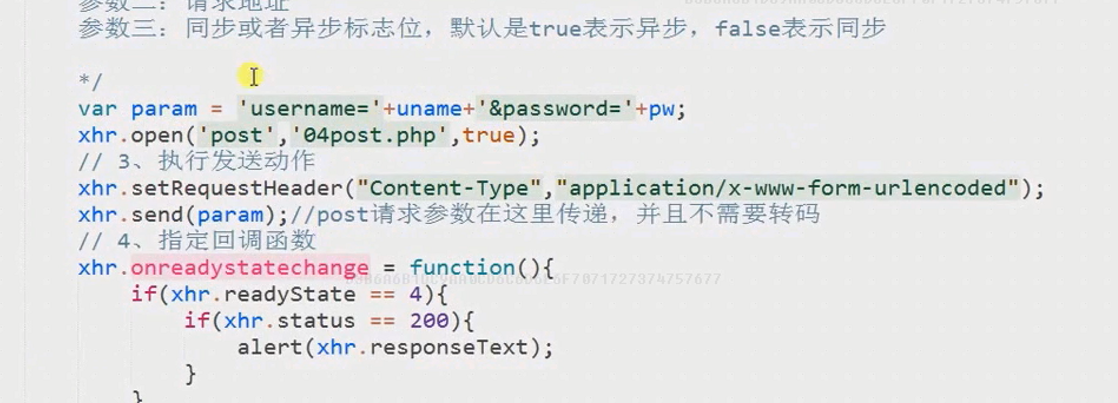 参数二：请求地址
参数三：同步或者异步标志位，默认是true表示异步，false表示同步
*/
var param = 'username='+uname+'&password='+pw;
xhr.open('post','04post.php',true);
// 3、执行发送动作
xhr.setRequestHeader("Content-Type","application/x-www-form-urlencoded");
xhr.send(param);//post请求参数在这里传递，并且不需要转码
// 4、指定回调函数
xhr.onreadystatechange = function(){
if(xhr.readyState == 4){
if(xhr.status == 200){
alert(xhr.responseText);
}
}